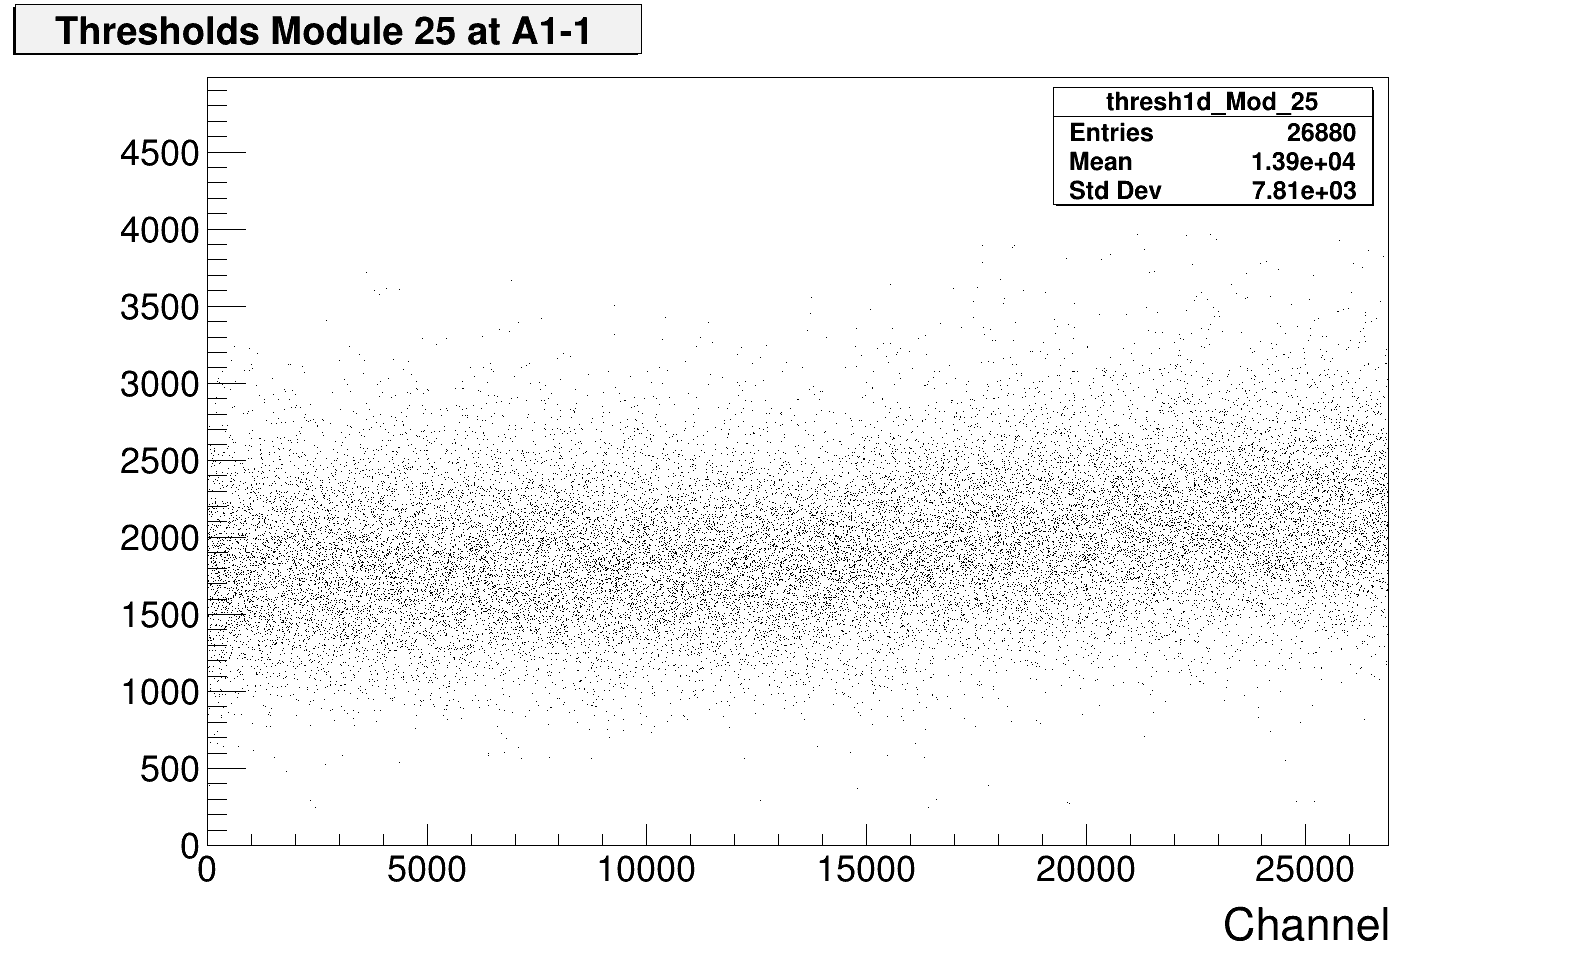 Thresholds Module 25 at A1-1
thresh1d_Mod_25
Entries 26880
Mean 1.39e+04
Std Dev 7.81e+03
4500
4000
3500
3000
2500
2000
1500
1000
500
0
0 5000 10000 15000 20000 25000
Channel